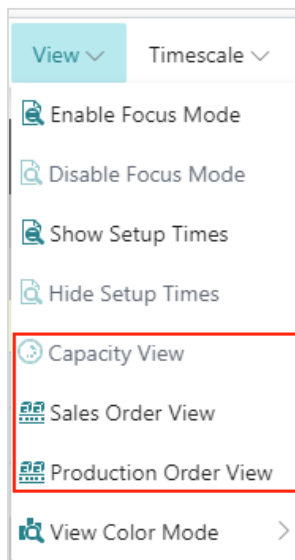 View Timescale
Enable Focus Mode
Disable Focus Mode
Show Setup Times
Hide Setup Times
Capacity View
Sales Order View
Production Order View
View Color Mode